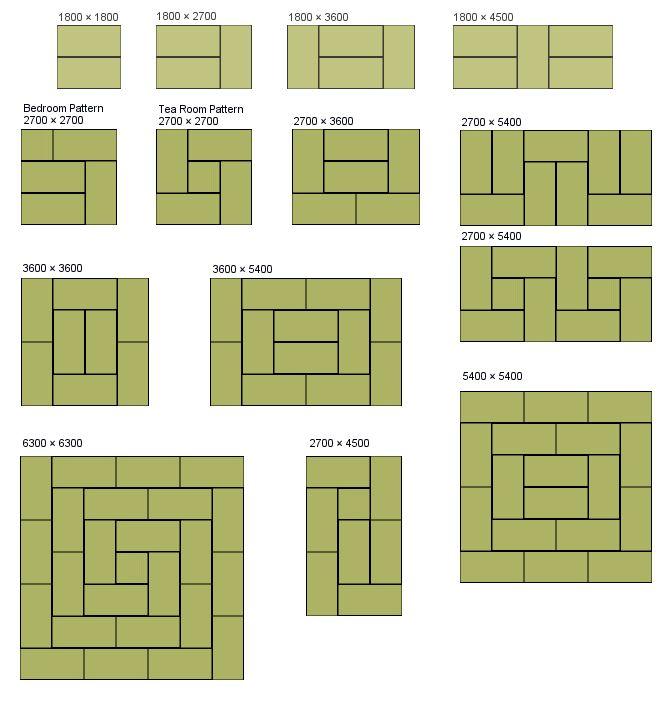 1800 × 1800
1800 × 2700
1800 × 3600
1800 × 4500
Bedroom Pattern
2700 × 2700
Tea Room Pattern
2700 × 2700
2700 × 3600
2700 × 5400
2700 × 5400
3600 × 3600
3600 × 5400
5400 × 5400
6300 × 6300
2700 × 4500